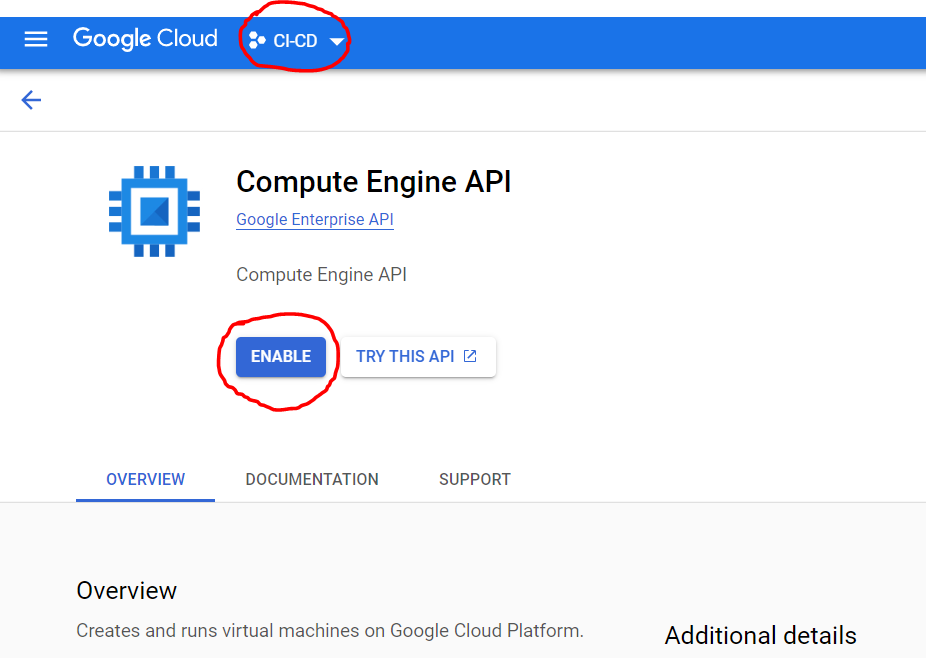 Google Cloud CI-CD
Compute Engine API
Google Enterprise API
Compute Engine API
ENABLE TRY THIS API
OVERVIEW DOCUMENTATION SUPPORT
Overview
Creates and runs virtual machines on Google Cloud Platform.
Additional details